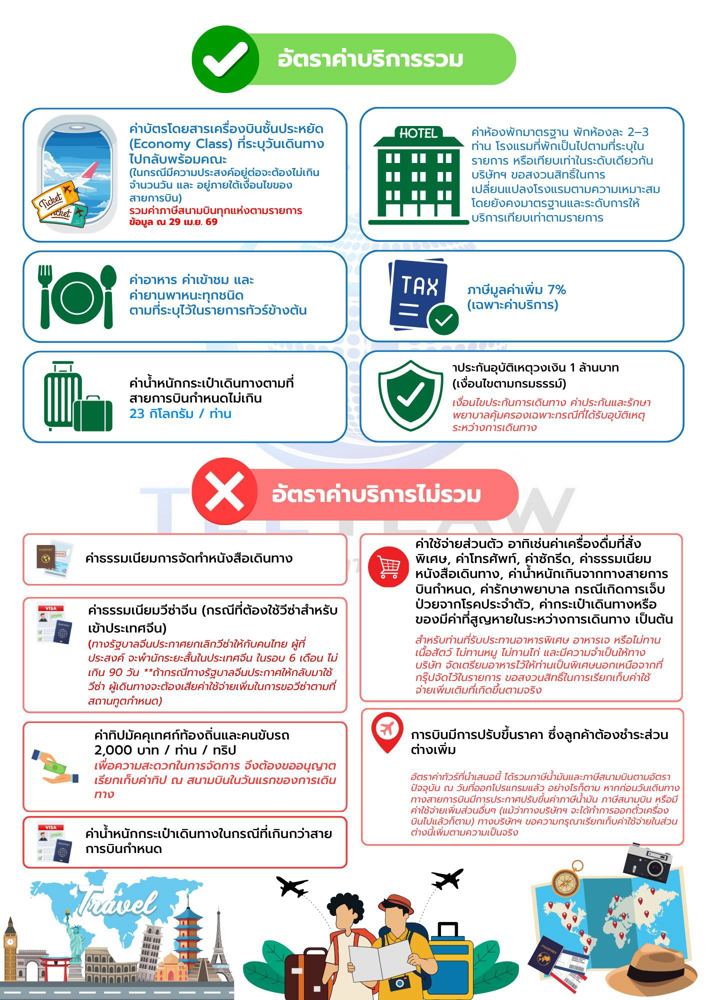 อัตราค่าบริการรวม
ค่าบัตรโดยสารเครื่องบินชั้นประหยัด
(Economy Class) ที่ระบุวันเดินทาง
ไปกลับพร้อมคณะ
(ในกรณีมีความประสงค์อยู่ต่อจะต้องไม่เกิน
จำนวนวัน และ อยู่ภายใต้เงื่อนไขของ
สายการบิน)
รวมค่าภาษีสนามบินทุกแห่งตามรายการ
ข้อมูล ณ 29 เม.ย. 69
Ticket
HOTEL
ค่าห้องพักมาตรฐาน พักห้องละ 2–3
ท่าน โรงแรมที่พักเป็นไปตามที่ระบุใน
รายการ หรือเทียบเท่าในระดับเดียวกัน
บริษัทฯ ขอสงวนสิทธิ์ในการ
เปลี่ยนแปลงโรงแรมตามความเหมาะสม
โดยยังคงมาตรฐานและระดับการให้
บริการเทียบเท่าตามรายการ
ค่าอาหาร ค่าเข้าชม และ
ค่ายานพาหนะทุกชนิด
ตามที่ระบุไว้ในรายการทัวร์ข้างต้น
TAX
ภาษีมูลค่าเพิ่ม 7%
(เฉพาะค่าบริการ)
ค่าน้ำหนักกระเป๋าเดินทางตามที่
สายการบินกำหนดไม่เกิน
23 กิโลกรัม / ท่าน
าประกันอุบัติเหตุวงเงิน 1 ล้านบาท
(เงื่อนไขตามกรมธรรม์)
เงื่อนไขประกันการเดินทาง ค่าประกันและรักษา
พยาบาลคุ้มครองเฉพาะกรณีที่ได้รับอุบัติเหตุ
ระหว่างการเดินทาง
อัตราค่าบริการไม่รวม
PASSPORT
ค่าธรรมเนียมการจัดทำหนังสือเดินทาง
VISA
ค่าธรรมเนียมวีซ่าจีน (กรณีที่ต้องใช้วีซ่าสำหรับ
เข้าประเทศจีน)
(ทางรัฐบาลจีนประกาศยกเลิกวีซ่าให้กับคนไทย ผู้ที่
ประสงค์ จะพำนักระยะสั้นในประเทศจีน ในรอบ 6 เดือน ไม่
เกิน 90 วัน **ถ้ากรณีทางรัฐบาลจีนประกาศให้กลับมาใช้
วีซ่า ผู้เดินทางจะต้องเสียค่าใช้จ่ายเพิ่มในการขอวีซ่าตามที่
สถานทูตกำหนด)
ค่าทิปมัคคุเทศก์ท้องถิ่นและคนขับรถ
2,000 บาท / ท่าน / ทริป
เพื่อความสะดวกในการจัดการ จึงต้องขออนุญาต
เรียกเก็บค่าทิป ณ สนามบินในวันแรกของการเดิน
ทาง
VISA
ค่าน้ำหนักกระเป๋าเดินทางในกรณีที่เกินกว่าสาย
การบินกำหนด
ค่าใช้จ่ายส่วนตัว อาทิเช่นค่าเครื่องดื่มที่สั่ง
พิเศษ, ค่าโทรศัพท์, ค่าซักรีด, ค่าธรรมเนียม
หนังสือเดินทาง, ค่าน้ำหนักเกินจากทางสายการ
บินกำหนด, ค่ารักษาพยาบาล กรณีเกิดการเจ็บ
ป่วยจากโรคประจำตัว, ค่ากระเป๋าเดินทางหรือ
ของมีค่าที่สูญหายในระหว่างการเดินทาง เป็นต้น
สำหรับท่านที่รับประทานอาหารพิเศษ อาหารเจ หรือไม่ทาน
เนื้อสัตว์ ไม่ทานหมู ไม่ทานไก่ และมีความจำเป็นให้ทาง
บริษัท จัดเตรียมอาหารไว้ให้ท่านเป็นพิเศษนอกเหนือจากที่
กรุ๊ปจัดไว้ในรายการ ขอสงวนสิทธิ์ในการเรียกเก็บค่าใช้
จ่ายเพิ่มเติมที่เกิดขึ้นตามจริง
การบินมีการปรับขึ้นราคา ซึ่งลูกค้าต้องชำระส่วน
ต่างเพิ่ม
อัตราค่าทัวร์ที่นำเสนอนี้ ได้รวมภาษีน้ำมันและภาษีสนามบินตามอัตรา
ปัจจุบัน ณ วันที่ออกโปรแกรมแล้ว อย่างไรก็ตาม หากก่อนวันเดินทาง
ทางสายการบินมีการประกาศปรับขึ้นค่าภาษีน้ำมัน ภาษีสนามบิน หรือมี
ค่าใช้จ่ายเพิ่มส่วนอื่นๆ (แม้ว่าทางบริษัทฯ จะได้ทำการออกตั๋วเครื่อง
บินไปแล้วก็ตาม) ทางบริษัทฯ ขอความกรุณาเรียกเก็บค่าใช้จ่ายในส่วน
ต่างนี้เพิ่มตามความเป็นจริง
Travel
PASSPORT